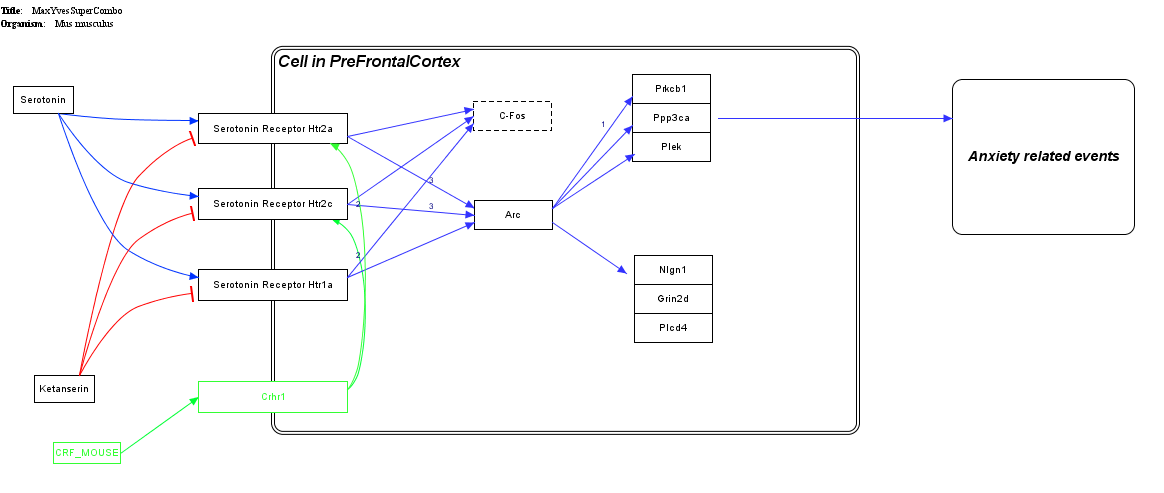 Title: MaxYvesSuperCombo
Organism: Mus musculus
Cell in PreFrontalCortex
Serotonin
Serotonin Receptor Htr2a
C-Fos
Prkcb1
1
Ppp3ca
Plek
Anxiety related events
3
Serotonin Receptor Htr2c
2
3
Arc
2
Serotonin Receptor Htr1a
Nlgn1
Grin2d
Plcd4
Ketanserin
Crhr1
CRF_MOUSE